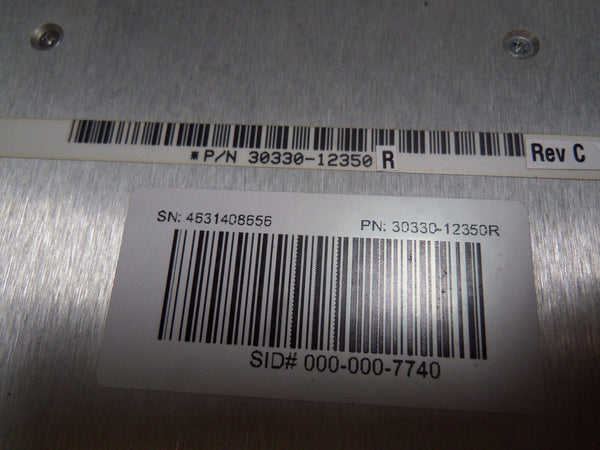 *P/N 30330-12350 R
Rev C
SN: 4631408656 PN: 30330-12350R
SID# 000-000-7740